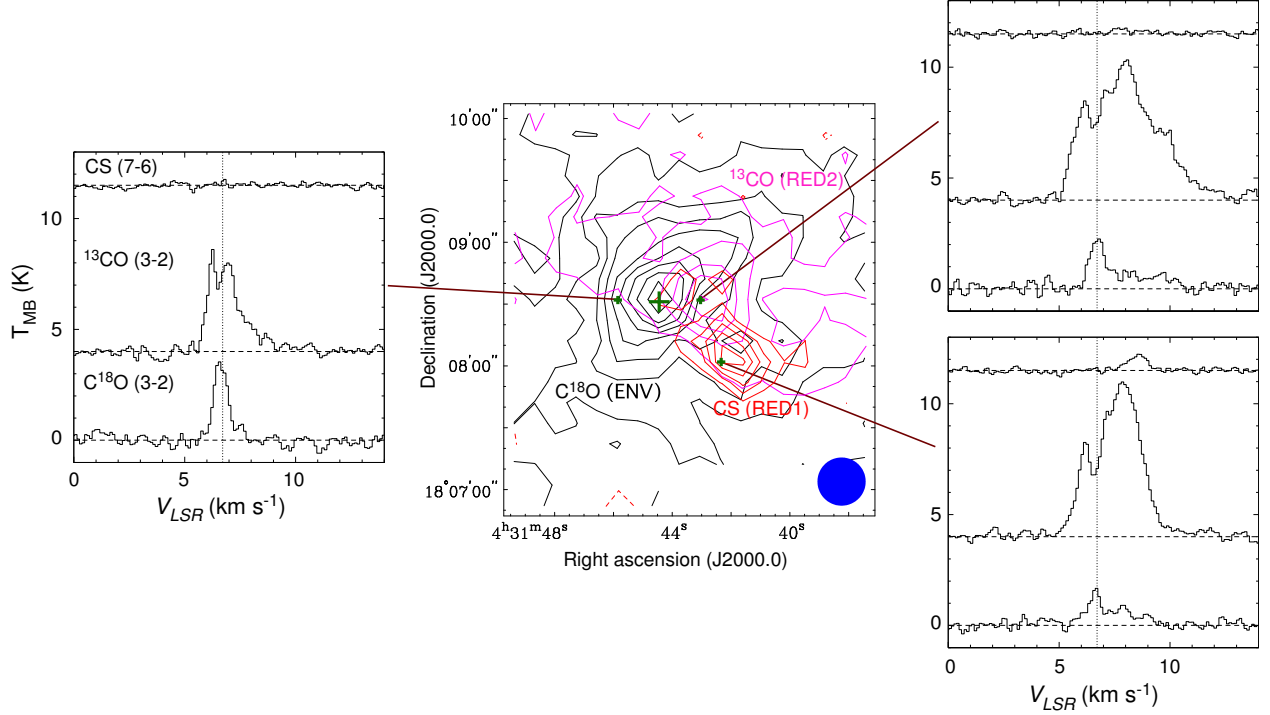 CS (7-6)
¹³CO (3-2)
C¹⁸O (3-2)
10
5
0
T_MB (K)
0 5 10
V_LSR (km s⁻¹)
10′00″
09′00″
08′00″
18°07′00″
Declination (J2000.0)
¹³CO (RED2)
C¹⁸O (ENV)
CS (RED1)
4ʰ31ᵐ48ˢ 44ˢ 40ˢ
Right ascension (J2000.0)
10
5
0
10
5
0
0 5 10
V_LSR (km s⁻¹)